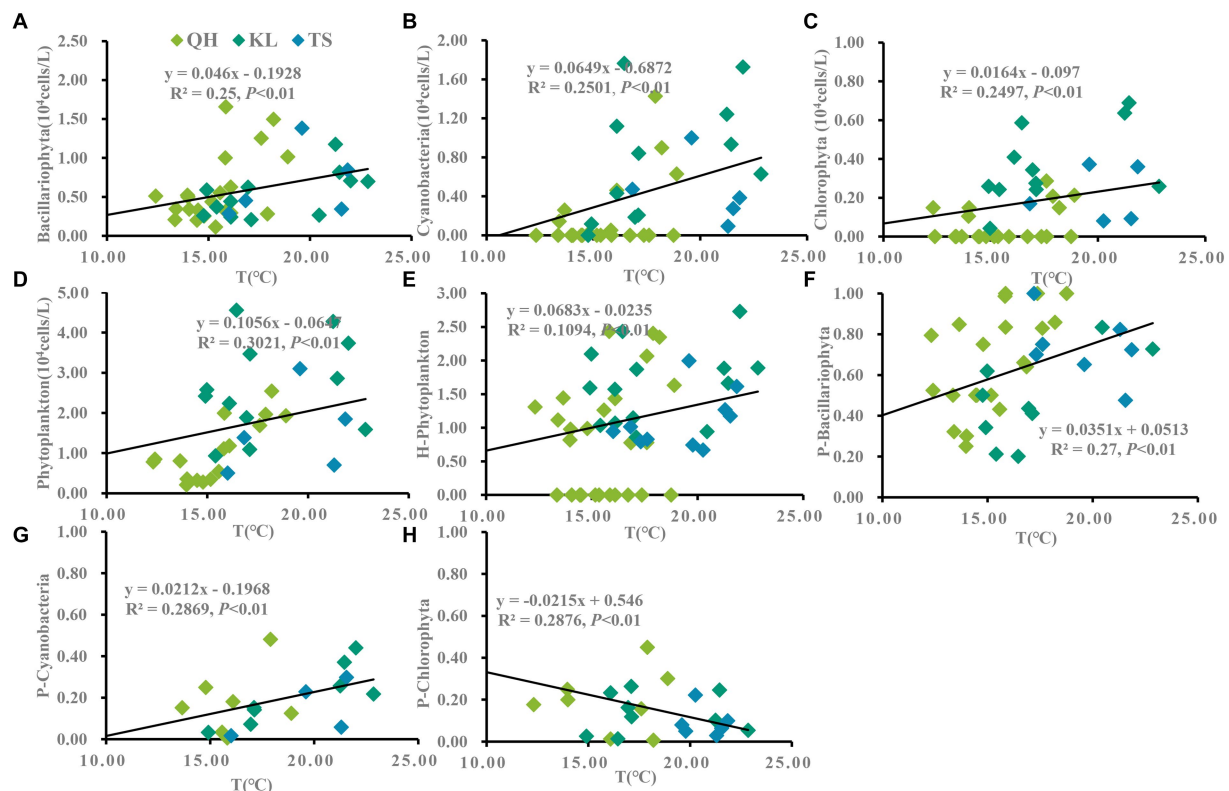 A
QH KL TS
Bacillariophyta(10⁴cells/L)
2.50
2.00
1.50
1.00
0.50
0.00
y = 0.046x - 0.1928
R² = 0.25, P<0.01
10.00 15.00 20.00 25.00
T(°C)
B
Cyanobacteria(10⁴cells/L)
2.00
1.60
1.20
0.80
0.40
0.00
y = 0.0649x - 0.6872
R² = 0.2501, P<0.01
10.00 15.00 20.00 25.00
T(°C)
C
Chlorophyta (10⁴cells/L)
1.00
0.80
0.60
0.40
0.20
0.00
y = 0.0164x - 0.097
R² = 0.2497, P<0.01
10.00 15.00 20.00 25.00
T(°C)
D
Phytoplankton(10⁴cells/L)
5.00
4.00
3.00
2.00
1.00
0.00
y = 0.1056x - 0.0647
R² = 0.3021, P<0.01
10.00 15.00 20.00 25.00
T(°C)
E
H-Phytoplankton
3.00
2.50
2.00
1.50
1.00
0.50
0.00
y = 0.0683x - 0.0235
R² = 0.1094, P<0.01
10.00 15.00 20.00 25.00
T(°C)
F
P-Bacillariophyta
1.00
0.80
0.60
0.40
0.20
0.00
y = 0.0351x + 0.0513
R² = 0.27, P<0.01
10.00 15.00 20.00 25.00
T(°C)
G
P-Cyanobacteria
1.00
0.80
0.60
0.40
0.20
0.00
y = 0.0212x - 0.1968
R² = 0.2869, P<0.01
10.00 15.00 20.00 25.00
T(°C)
H
P-Chlorophyta
1.00
0.80
0.60
0.40
0.20
0.00
y = -0.0215x + 0.546
R² = 0.2876, P<0.01
10.00 15.00 20.00 25.00
T(°C)